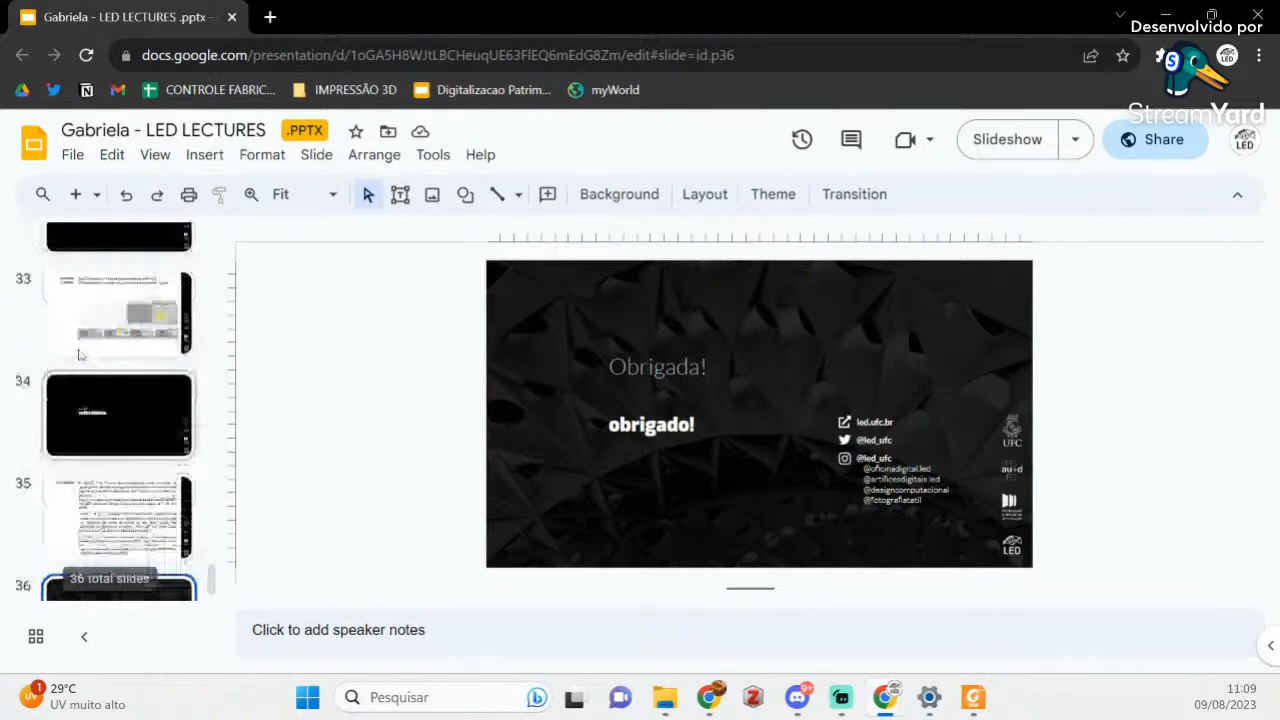 Gabriela - LED LECTURES .pptx -
Desenvolvido por
docs.google.com/presentation/d/1oGA5H8WJtLBCHeuqUE63FlEQ6mEdG8Zm/edit#slide=id.p36
CONTROLE FABRIC...
IMPRESSÃO 3D
Digitalizacao Patrim...
myWorld
StreamYard
Gabriela - LED LECTURES
.PPTX
File Edit View Insert Format Slide Arrange Tools Help
Slideshow
Share
LED
Fit
Background
Layout
Theme
Transition
33
34
35
36
36 total slides
Obrigada!
obrigado!
led.ufc.br
@led_ufc
@led_ufc
@oficinadigital.led
@artificesdigitais.led
@designcomputacional
@fotografiatatil
UFC
LED
Click to add speaker notes
1
29°C
UV muito alto
Pesquisar
11:09
09/08/2023